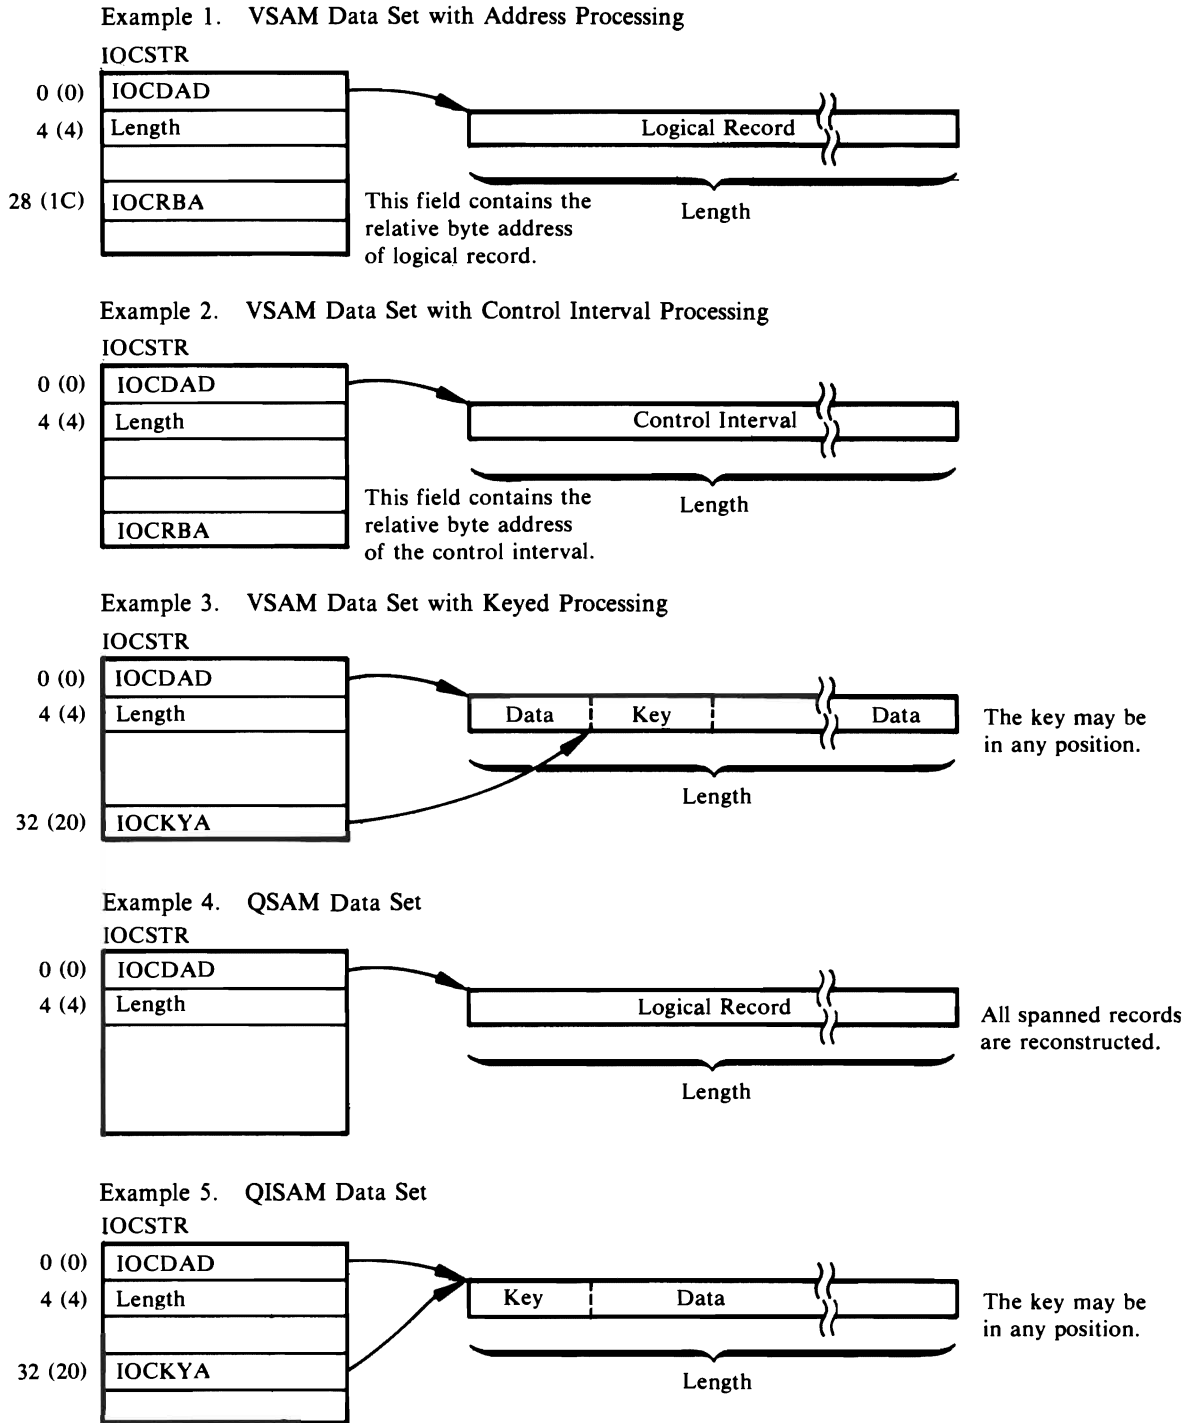 Example 1. VSAM Data Set with Address Processing
IOCSTR
0 (0) IOCDAD
4 (4) Length
Logical Record
28 (1C) IOCRBA
This field contains the
relative byte address
of logical record.
Length
Example 2. VSAM Data Set with Control Interval Processing
IOCSTR
0 (0) IOCDAD
4 (4) Length
Control Interval
This field contains the
relative byte address
of the control interval.
IOCRBA
Length
Example 3. VSAM Data Set with Keyed Processing
IOCSTR
0 (0) IOCDAD
4 (4) Length
Data Key Data
The key may be
in any position.
Length
32 (20) IOCKYA
Example 4. QSAM Data Set
IOCSTR
0 (0) IOCDAD
4 (4) Length
Logical Record
All spanned records
are reconstructed.
Length
Example 5. QISAM Data Set
IOCSTR
0 (0) IOCDAD
4 (4) Length
Key Data
The key may be
in any position.
32 (20) IOCKYA
Length